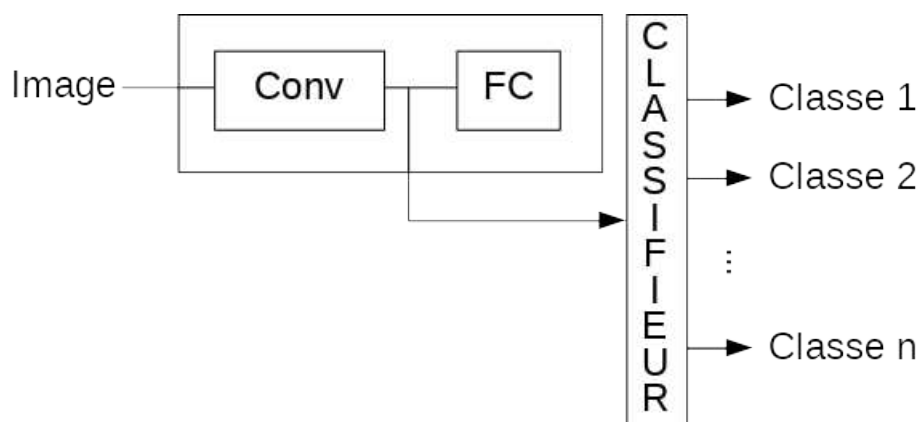 Image
Conv
FC
CLASSIFIEUR
Classe 1
Classe 2
...
Classe n